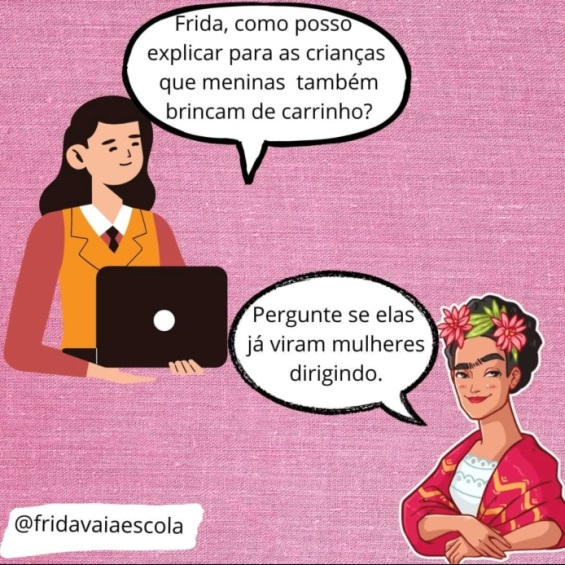 Frida, como posso
explicar para as crianças
que meninas também
brincam de carrinho?
Pergunte se elas
já viram mulheres
dirigindo.
@fridavaiaescola